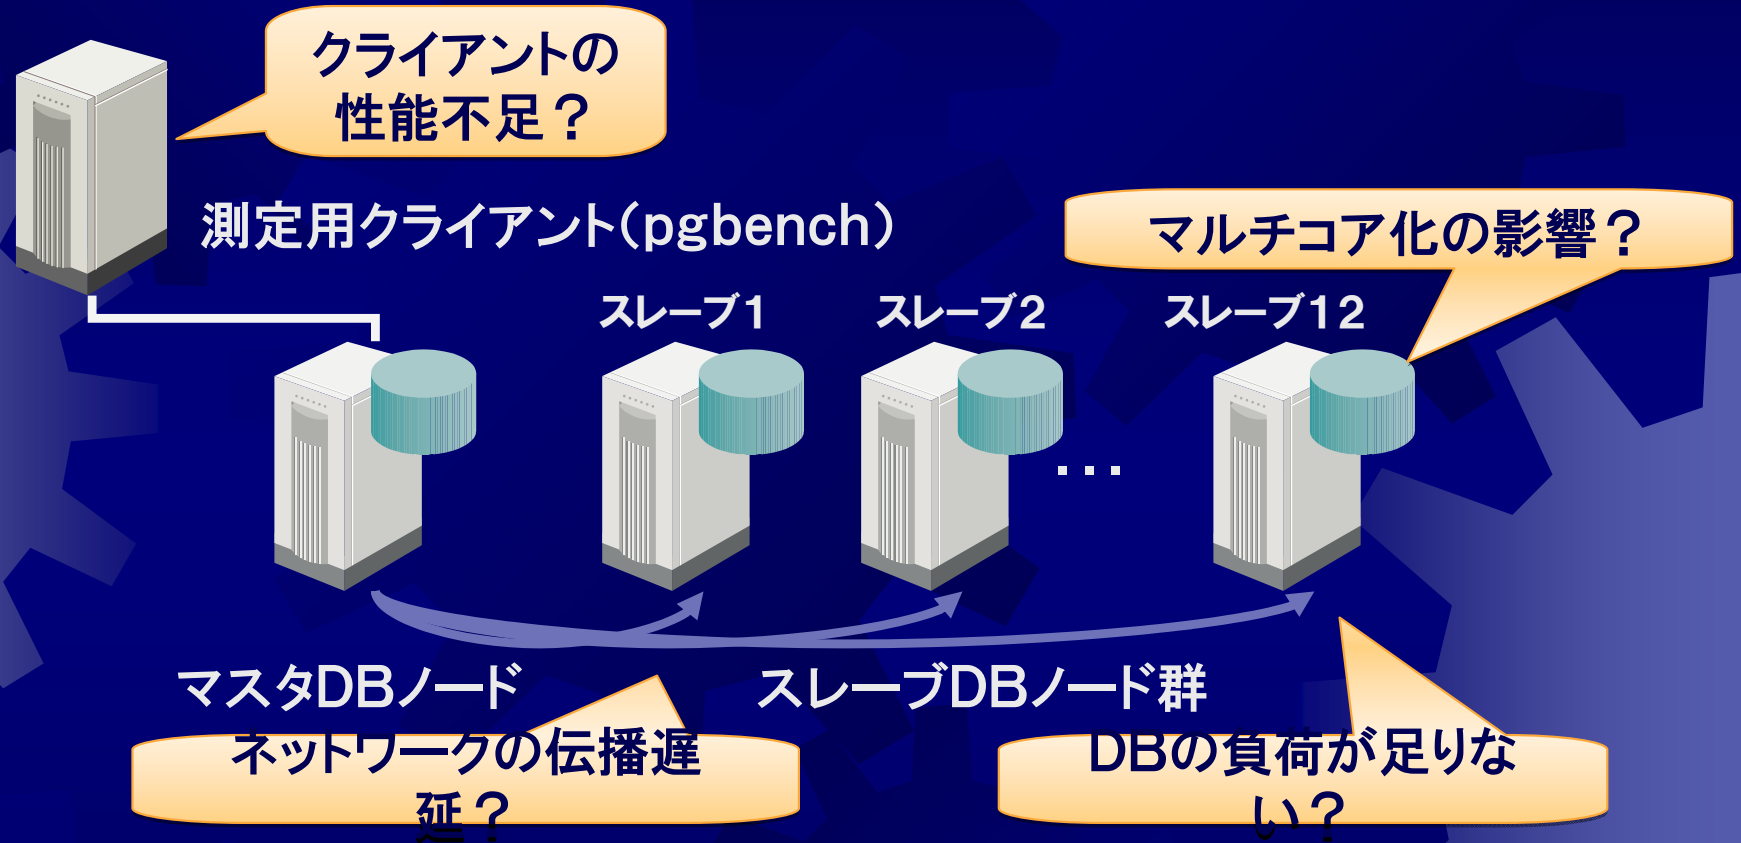 クライアントの
性能不足？
測定用クライアント（pgbench）
マルチコア化の影響？
スレーブ1
スレーブ2
スレーブ12
...
マスタDBノード
スレーブDBノード群
ネットワークの伝播遅
延？
DBの負荷が足りな
い？